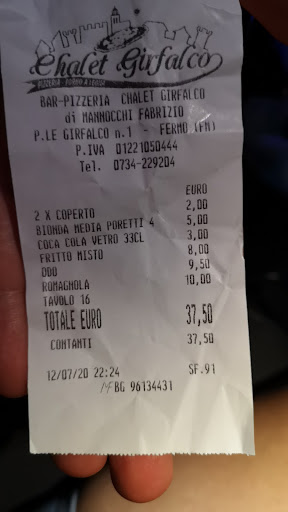 Chalet Girfalco
PIZZERIA - FORNO A LEGNA
BAR-PIZZERIA CHALET GIRFALCO
di MANNOCCHI FABRIZIO
P.LE GIRFALCO n.1 - FERMO (FM)
P.IVA 01221050444
Tel. 0734-229204
EURO
2 X COPERTO 2,00
BIONDA MEDIA PORETTI 4 5,00
COCA COLA VETRO 33CL 3,00
FRITTO MISTO 8,00
DDO 9,50
ROMAGNOLA 10,00
TAVOLO 16
TOTALE EURO 37,50
CONTANTI 37,50
12/07/20 22:24 SF.91
MF BG 96134431